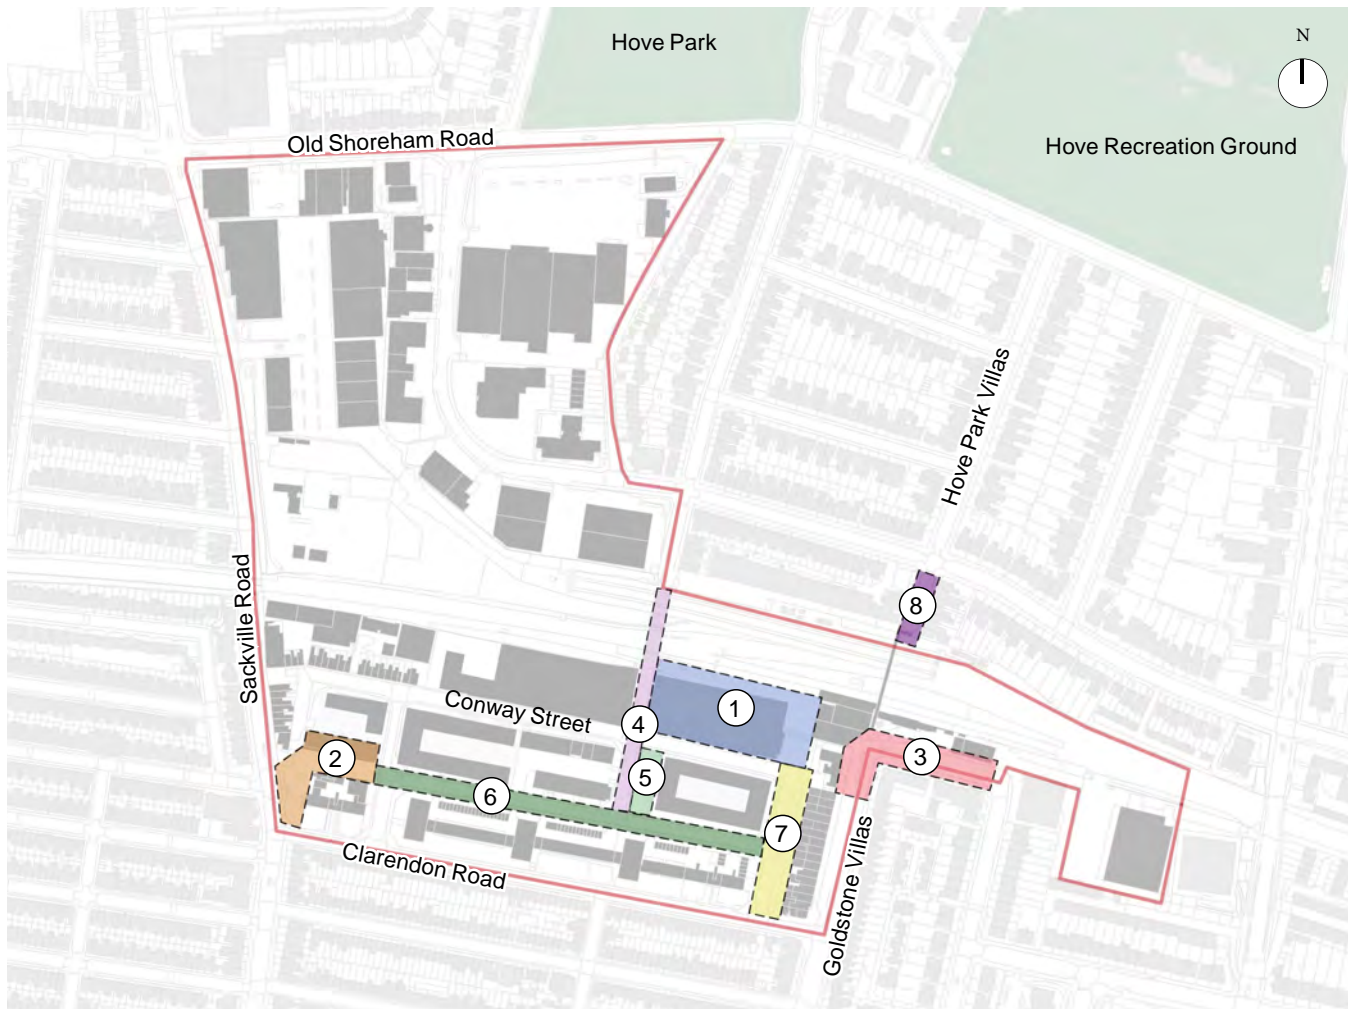 Hove Park
N
Old Shoreham Road
Hove Recreation Ground
Hove Park Villas
Sackville Road
8
1
Conway Street
4
2
3
5
6
7
Clarendon Road
Goldstone Villas